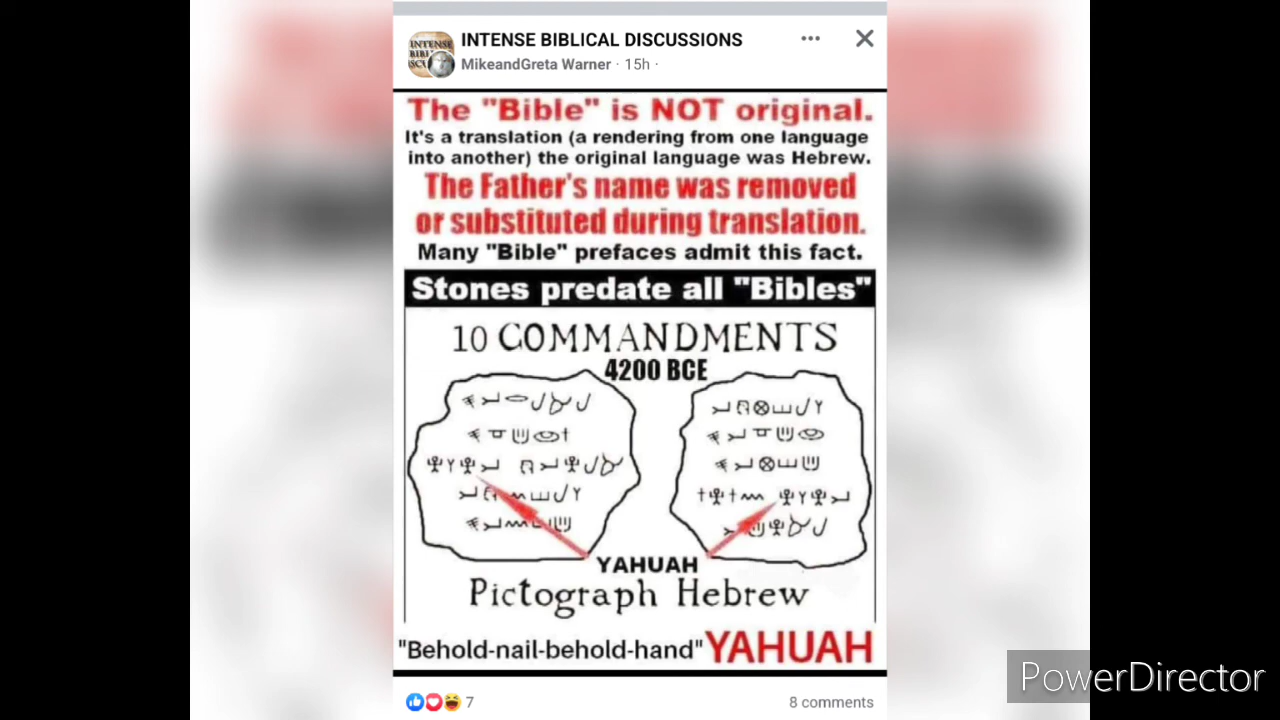 INTENSE BIBLICAL DISCUSSIONS
MikeandGreta Warner · 15h ·
The "Bible" is NOT original.
It's a translation (a rendering from one language
into another) the original language was Hebrew.
The Father's name was removed
or substituted during translation.
Many "Bible" prefaces admit this fact.
Stones predate all "Bibles"
10 COMMANDMENTS
4200 BCE
YAHUAH
Pictograph Hebrew
"Behold-nail-behold-hand" YAHUAH
7
8 comments
PowerDirector